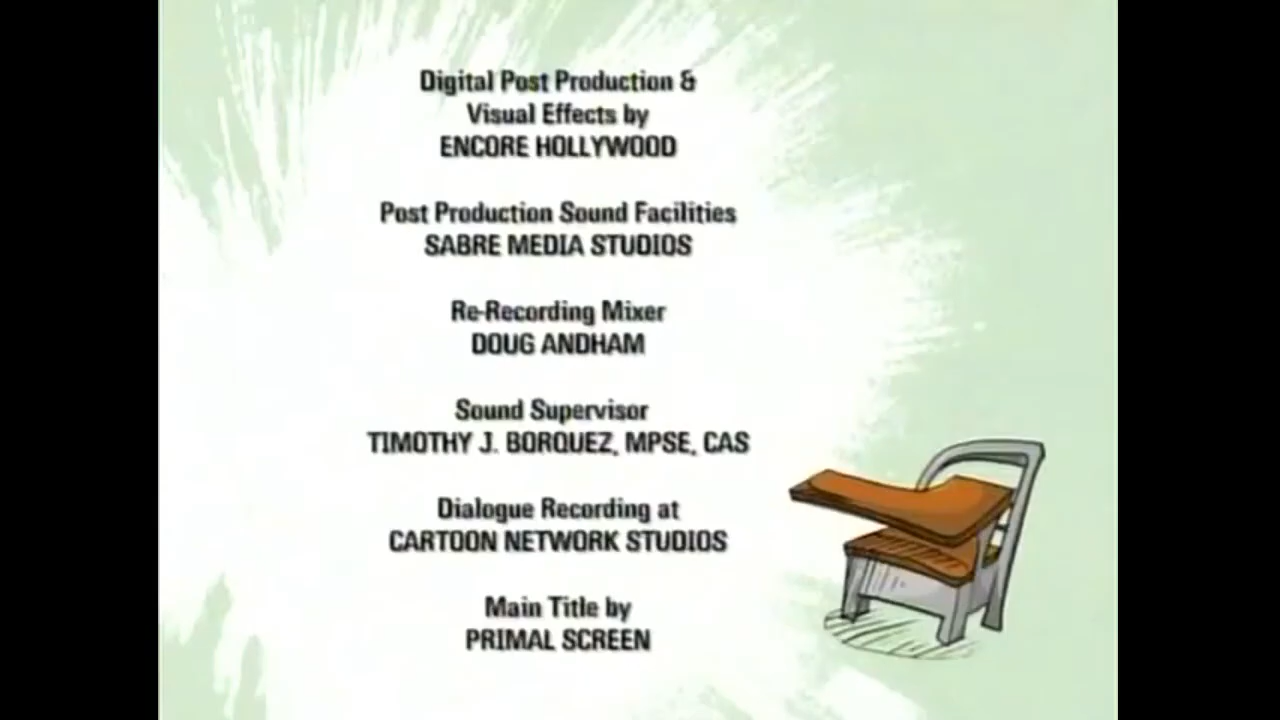 Digital Post Production &
Visual Effects by
ENCORE HOLLYWOOD
Post Production Sound Facilities
SABRE MEDIA STUDIOS
Re-Recording Mixer
DOUG ANDHAM
Sound Supervisor
TIMOTHY J. BORQUEZ, MPSE, CAS
Dialogue Recording at
CARTOON NETWORK STUDIOS
Main Title by
PRIMAL SCREEN